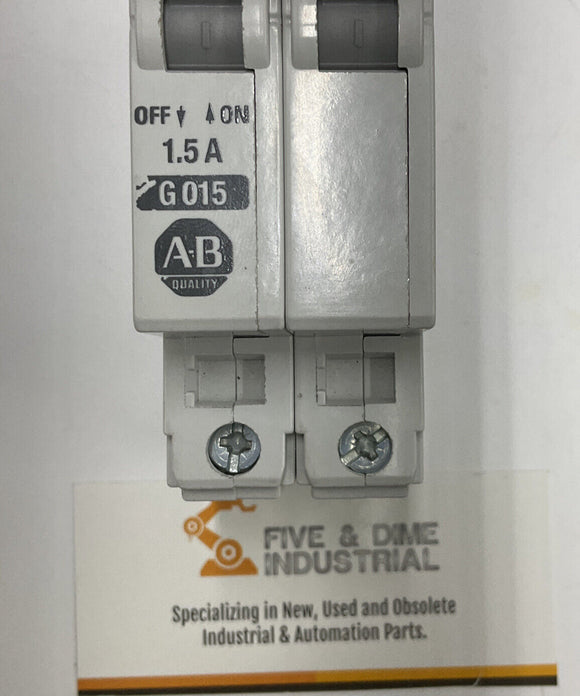 OFF ON
1.5 A
G 015
A-B
QUALITY
FIVE & DIME
INDUSTRIAL
Specializing in New, Used and Obsolete
Industrial & Automation Parts.